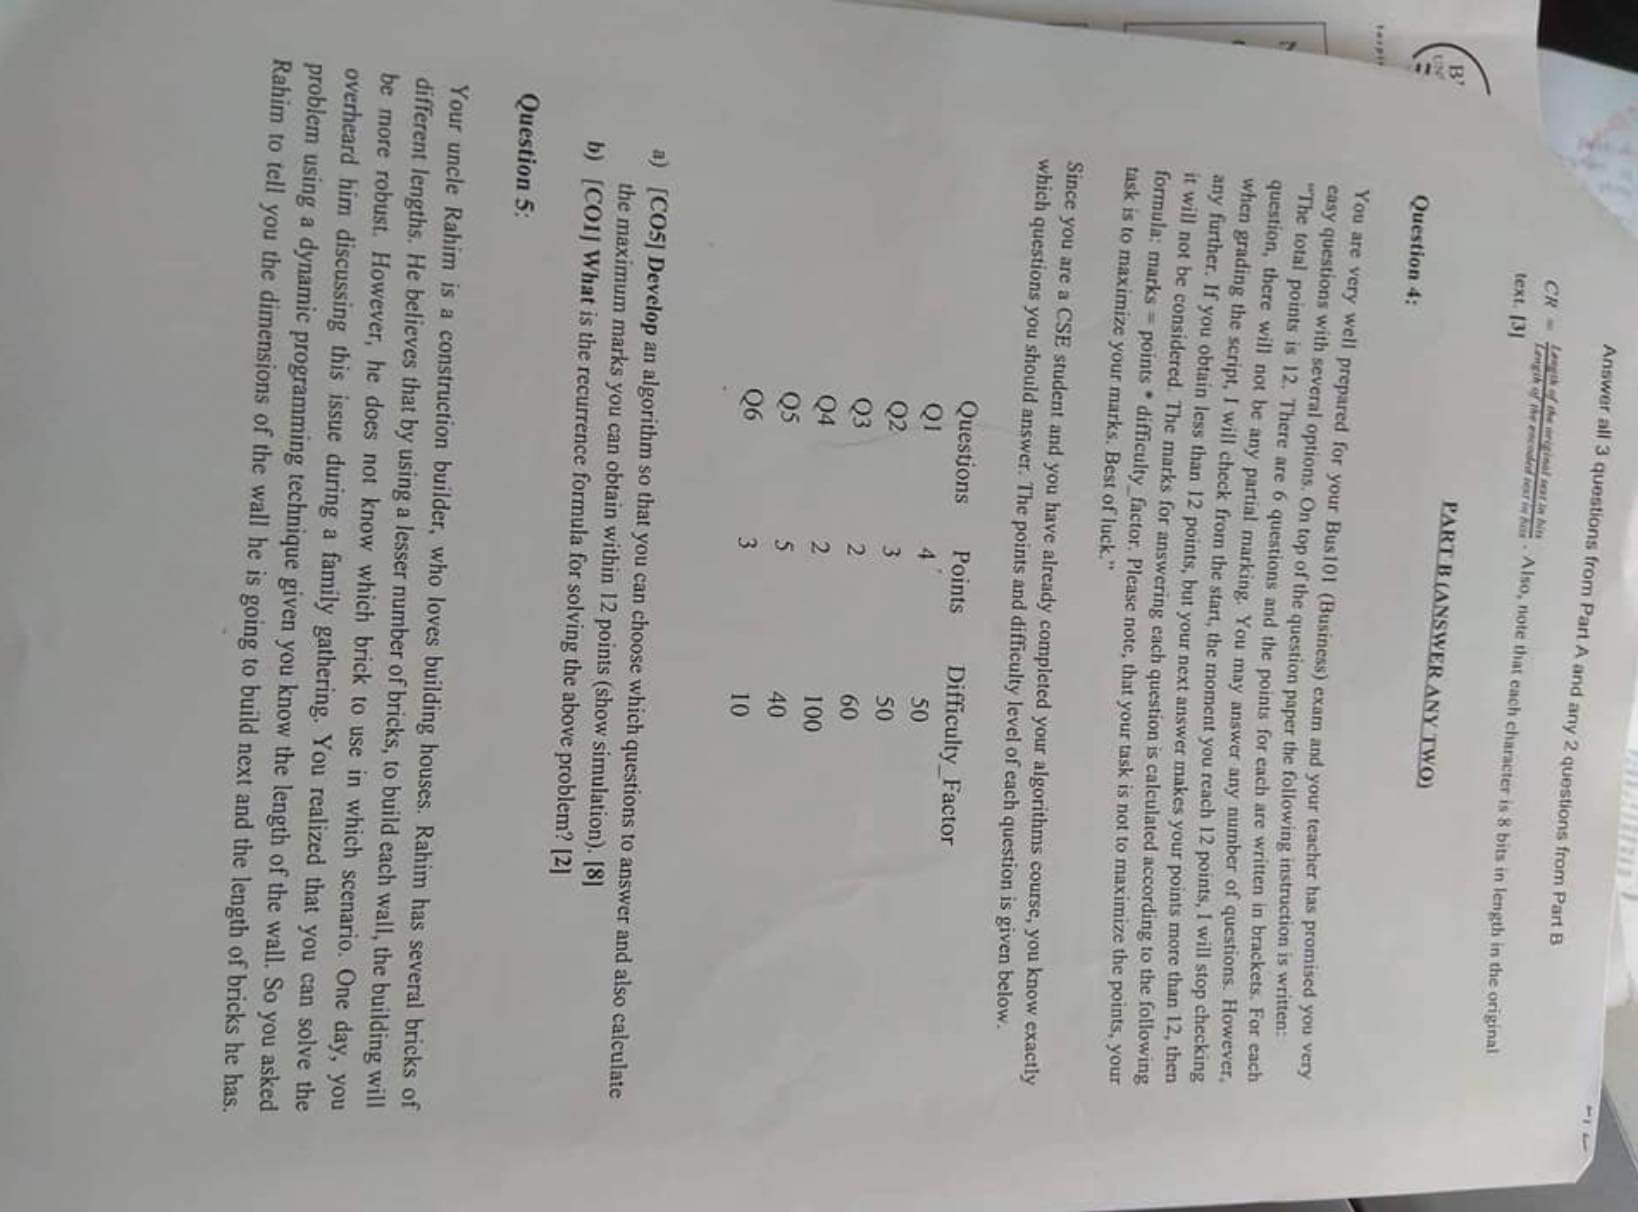 Answer all 3 questions from Part A and any 2 questions from Part B
CR = Length of the original text in bits / Length of the encoded text in bits . Also, note that each character is 8 bits in length in the original
text. [3]
PART B (ANSWER ANY TWO)
Question 4:
You are very well prepared for your Bus101 (Business) exam and your teacher has promised you very
easy questions with several options. On top of the question paper the following instruction is written:
"The total points is 12. There are 6 questions and the points for each are written in brackets. For each
question, there will not be any partial marking. You may answer any number of questions. However,
when grading the script, I will check from the start, the moment you reach 12 points, I will stop checking
any further. If you obtain less than 12 points, but your next answer makes your points more than 12, then
it will not be considered. The marks for answering each question is calculated according to the following
formula: marks = points * difficulty_factor. Please note, that your task is not to maximize the points, your
task is to maximize your marks. Best of luck."
Since you are a CSE student and you have already completed your algorithms course, you know exactly
which questions you should answer. The points and difficulty level of each question is given below.
Questions Points Difficulty_Factor
Q1 4 50
Q2 3 50
Q3 2 60
Q4 2 100
Q5 5 40
Q6 3 10
a) [CO5] Develop an algorithm so that you can choose which questions to answer and also calculate
the maximum marks you can obtain within 12 points (show simulation). [8]
b) [CO1] What is the recurrence formula for solving the above problem? [2]
Question 5:
Your uncle Rahim is a construction builder, who loves building houses. Rahim has several bricks of
different lengths. He believes that by using a lesser number of bricks, to build each wall, the building will
be more robust. However, he does not know which brick to use in which scenario. One day, you
overheard him discussing this issue during a family gathering. You realized that you can solve the
problem using a dynamic programming technique given you know the length of the wall. So you asked
Rahim to tell you the dimensions of the wall he is going to build next and the length of bricks he has.